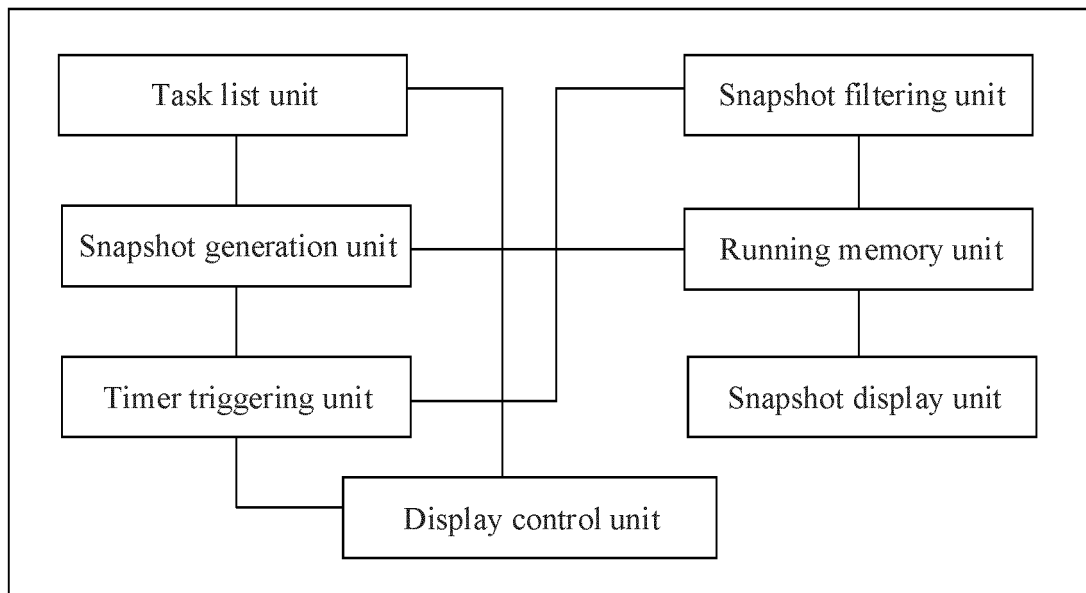 Task list unit
Snapshot filtering unit
Snapshot generation unit
Running memory unit
Timer triggering unit
Snapshot display unit
Display control unit